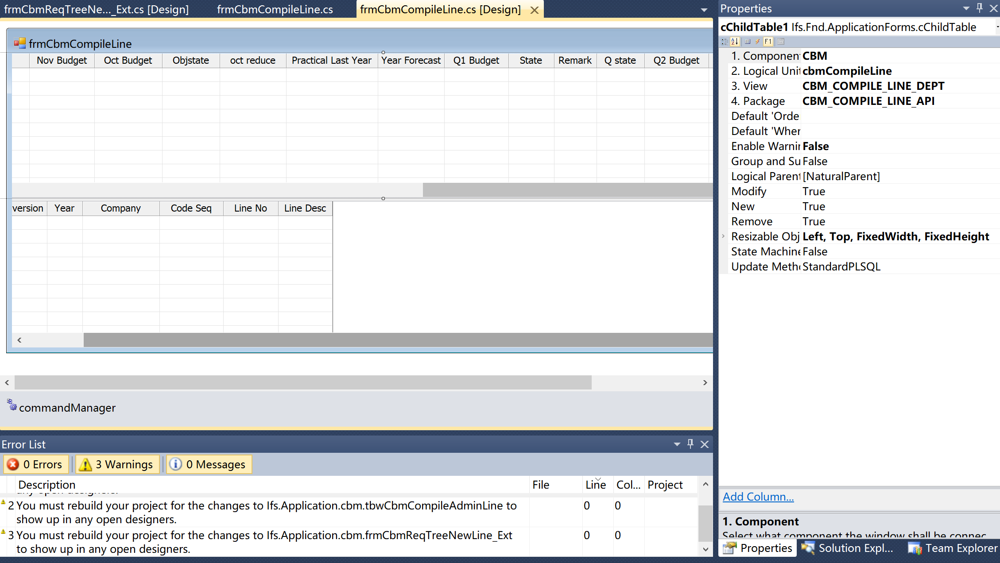 frmCbmReqTreeNe..._Ext.cs [Design]
frmCbmCompileLine.cs
frmCbmCompileLine.cs [Design]
frmCbmCompileLine
Nov Budget Oct Budget Objstate oct reduce Practical Last Year Year Forecast Q1 Budget State Remark Q state Q2 Budget
version Year Company Code Seq Line No Line Desc
commandManager
Error List
0 Errors
3 Warnings
0 Messages
Description File Line Col... Project
any open designers.
2 You must rebuild your project for the changes to Ifs.Application.cbm.tbwCbmCompileAdminLine to 0 0
show up in any open designers.
3 You must rebuild your project for the changes to Ifs.Application.cbm.frmCbmReqTreeNewLine_Ext 0 0
to show up in any open designers.
Properties
cChildTable1 Ifs.Fnd.ApplicationForms.cChildTable
F1
1. Componen CBM
2. Logical Uni cbmCompileLine
3. View CBM_COMPILE_LINE_DEPT
4. Package CBM_COMPILE_LINE_API
Default 'Orde
Default 'Wher
Enable Warnin False
Group and Su False
Logical Paren [NaturalParent]
Modify True
New True
Remove True
Resizable Obj Left, Top, FixedWidth, FixedHeight
State Machine False
Update Metho StandardPLSQL
Add Column...
1. Component
Select what component the window shall be connec
Properties
Solution Expl...
Team Explorer